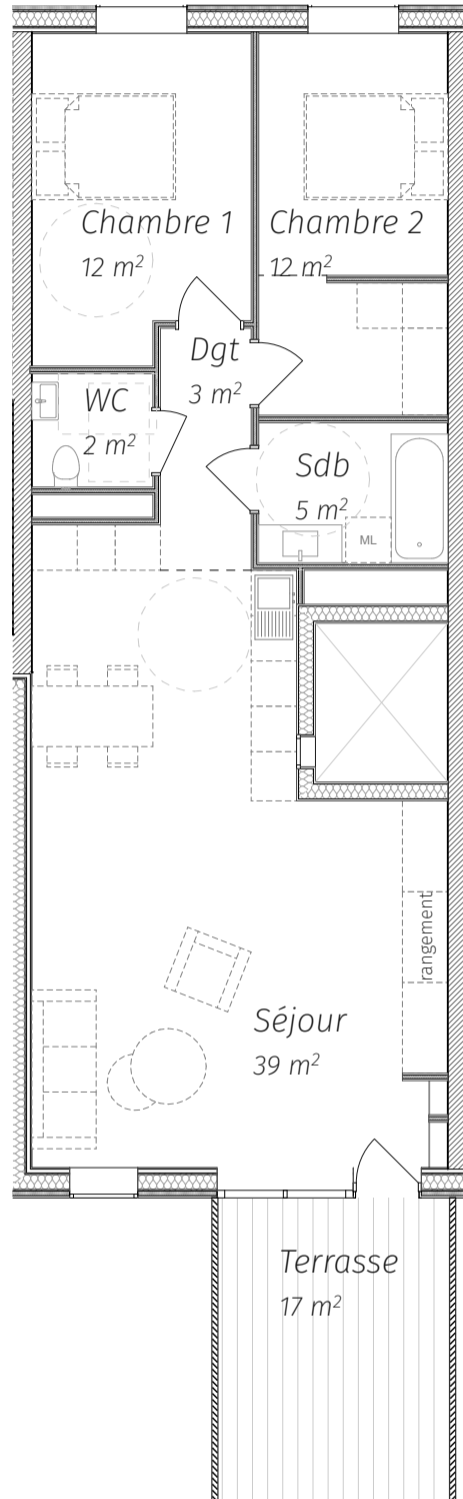 Chambre 1
12 m²
Chambre 2
12 m²
Dgt
3 m²
WC
2 m²
Sdb
5 m²
ML
rangement
Séjour
39 m²
Terrasse
17 m²